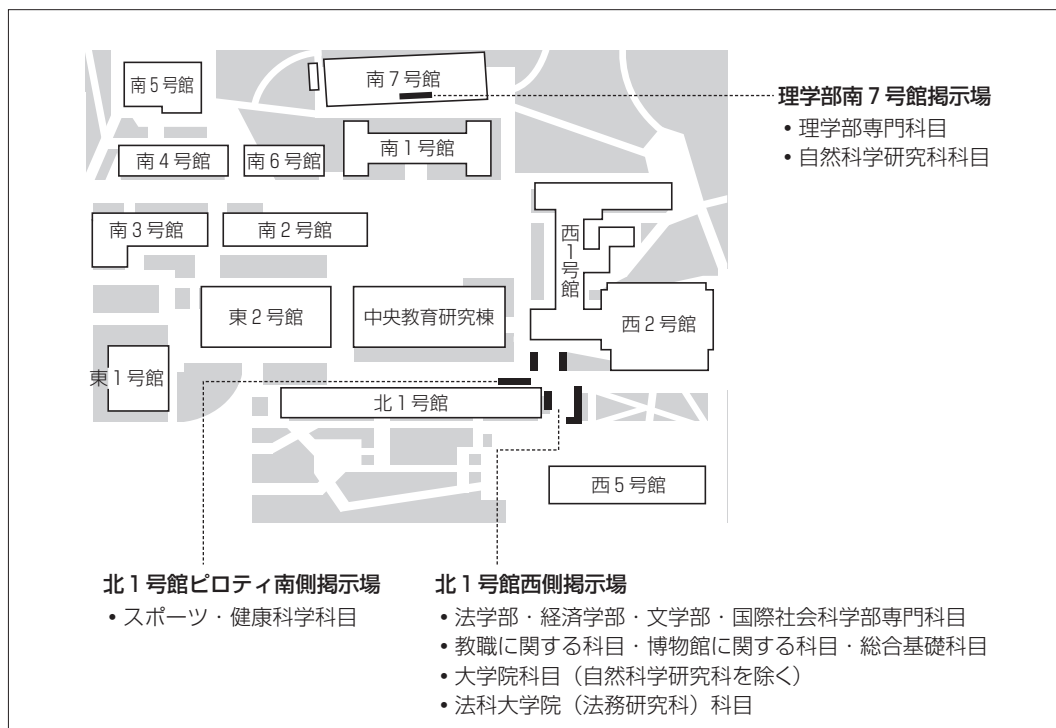 南5号館
南7号館
理学部南7号館掲示場
• 理学部専門科目
• 自然科学研究科科目
南4号館
南6号館
南1号館
南3号館
南2号館
西1号館
東2号館
中央教育研究棟
西2号館
東1号館
北1号館
西5号館
北1号館ピロティ南側掲示場
• スポーツ・健康科学科目
北1号館西側掲示場
• 法学部・経済学部・文学部・国際社会科学部専門科目
• 教職に関する科目・博物館に関する科目・総合基礎科目
• 大学院科目（自然科学研究科を除く）
• 法科大学院（法務研究科）科目